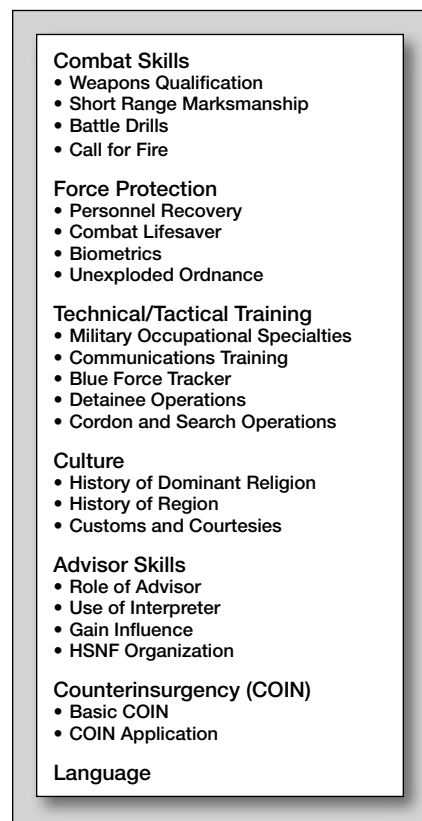 Combat Skills
• Weapons Qualification
• Short Range Marksmanship
• Battle Drills
• Call for Fire
Force Protection
• Personnel Recovery
• Combat Lifesaver
• Biometrics
• Unexploded Ordnance
Technical/Tactical Training
• Military Occupational Specialties
• Communications Training
• Blue Force Tracker
• Detainee Operations
• Cordon and Search Operations
Culture
• History of Dominant Religion
• History of Region
• Customs and Courtesies
Advisor Skills
• Role of Advisor
• Use of Interpreter
• Gain Influence
• HSNF Organization
Counterinsurgency (COIN)
• Basic COIN
• COIN Application
Language